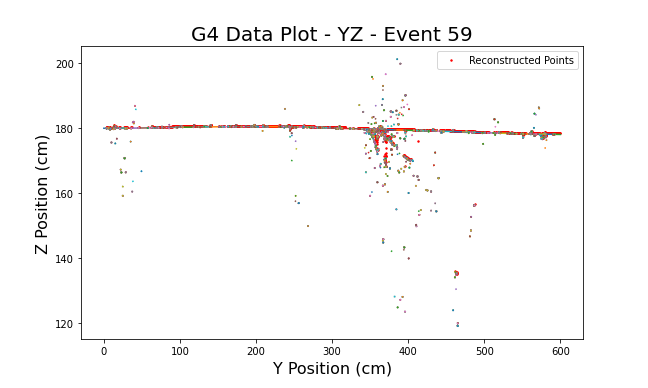 G4 Data Plot - YZ - Event 59
Reconstructed Points
Z Position (cm)
200
180
160
140
120
0 100 200 300 400 500 600
Y Position (cm)